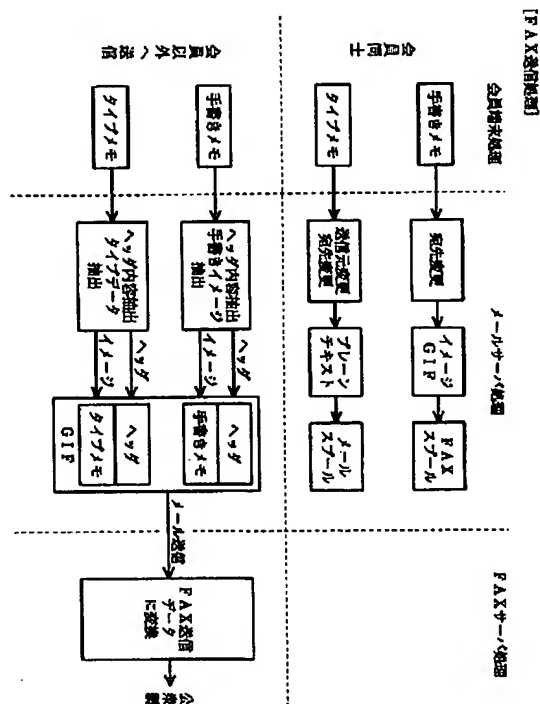 [FAX送信処理]
会員端末処理
メールサーバ処理
FAXサーバ処理
会員同士
手書きメモ
宛先変更
イメージ
GIF
FAX
スプール
タイプメモ
送信元変更
宛先変更
プレーン
テキスト
メール
スプール
会員以外へ送信
手書きメモ
ヘッダ内容抽出
手書きイメージ
抽出
ヘッダ
イメージ
ヘッダ
手書きメモ
タイプメモ
ヘッダ内容抽出
タイプデータ
抽出
ヘッダ
イメージ
ヘッダ
タイプメモ
GIF
メール送信
FAX送信
データ
に変換
公衆